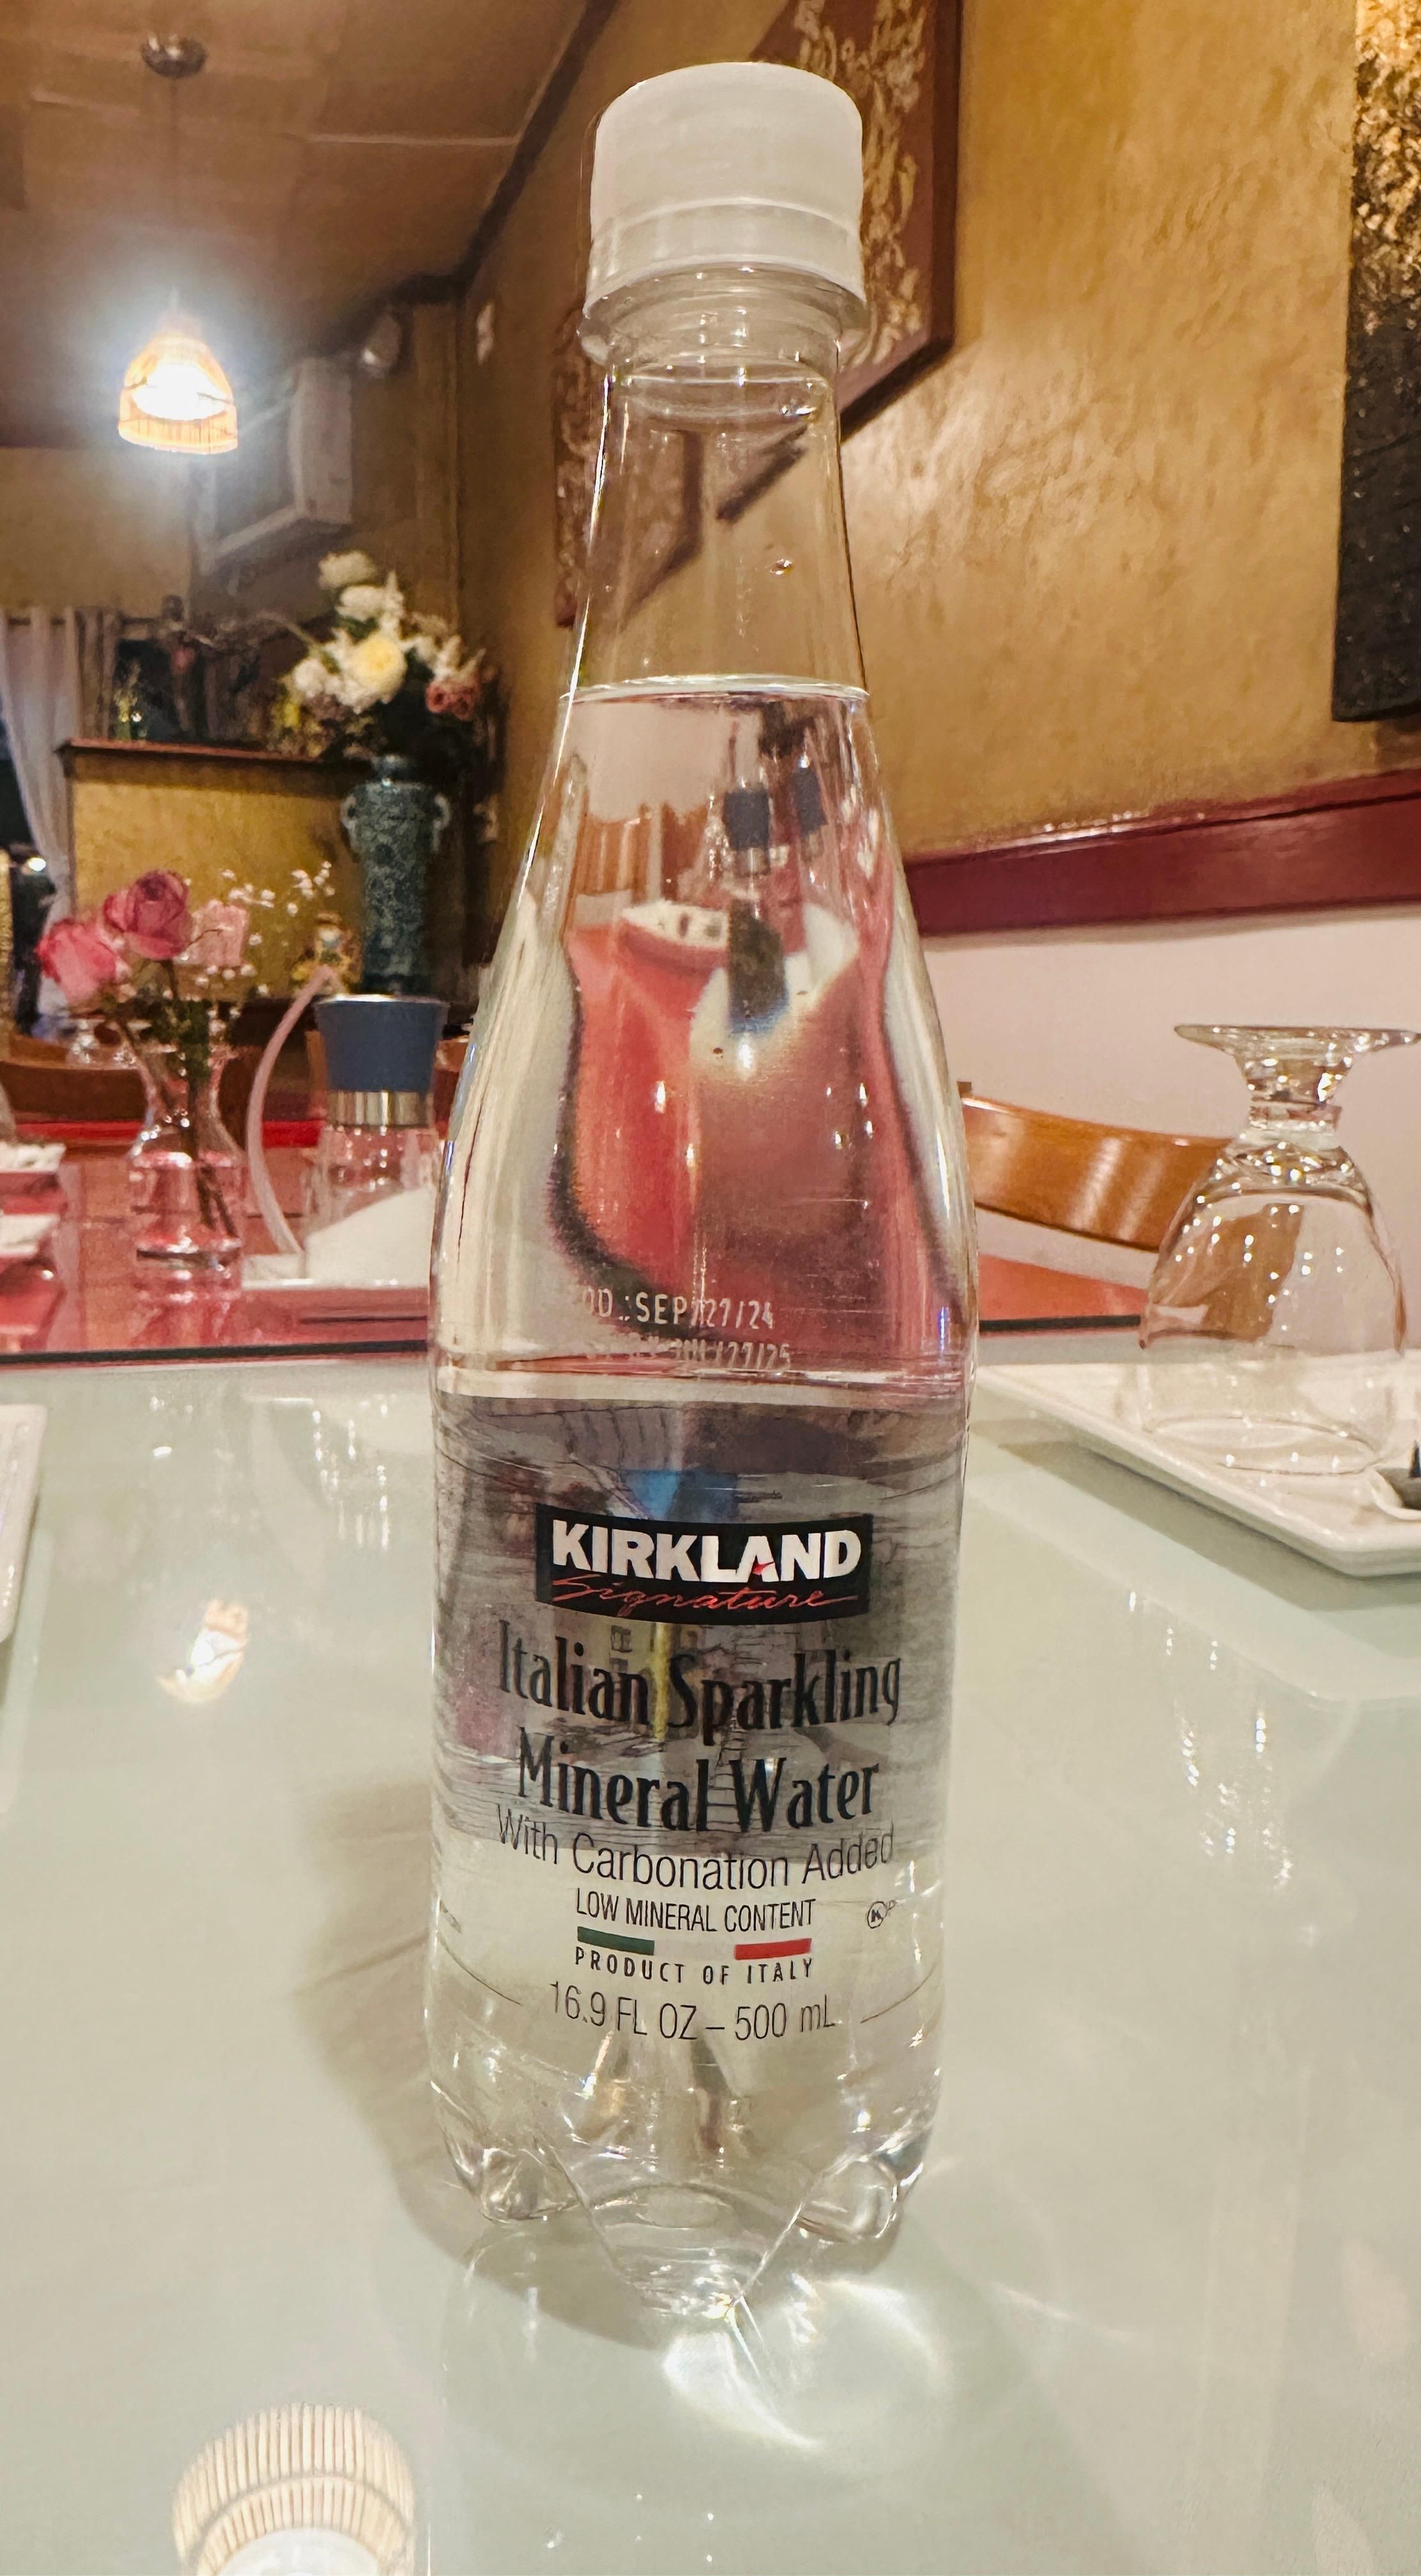 SEP/27/24
KIRKLAND
Signature
Italian Sparkling
Mineral Water
With Carbonation Added
LOW MINERAL CONTENT
K P
PRODUCT OF ITALY
16.9 FL OZ – 500 mL